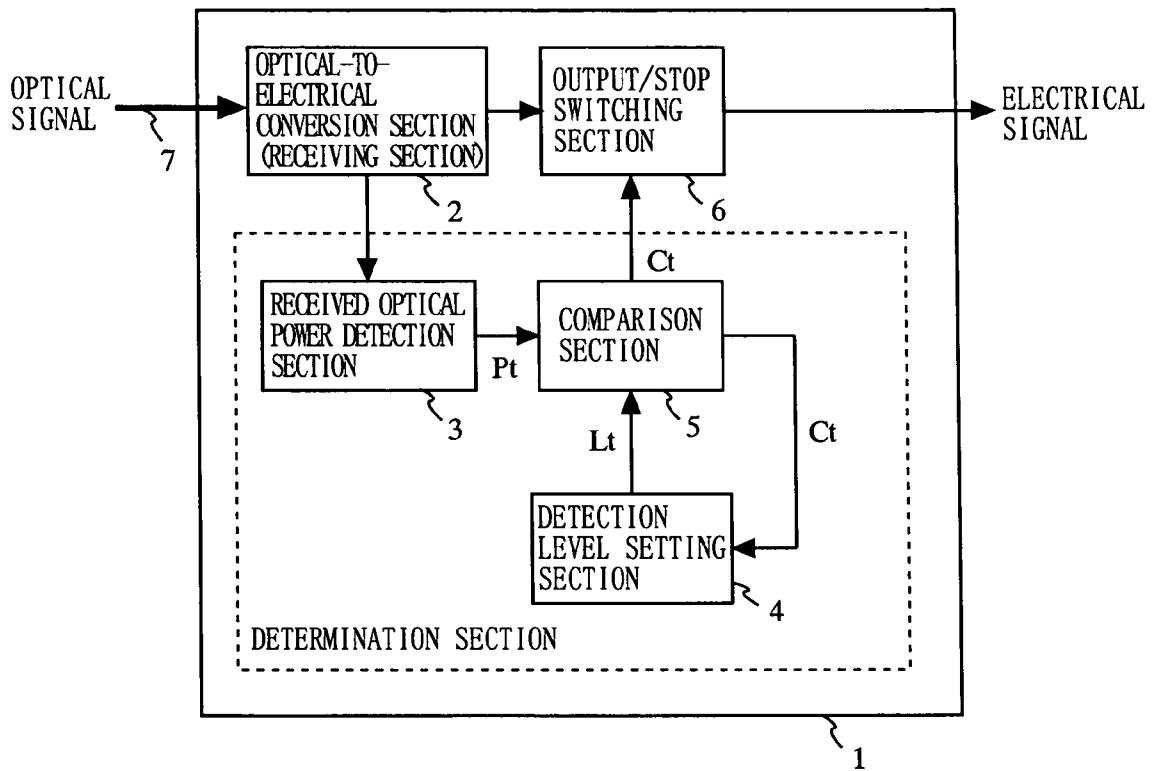 OPTICAL
SIGNAL
7
OPTICAL-TO-
ELECTRICAL
CONVERSION SECTION
(RECEIVING SECTION)
2
OUTPUT/STOP
SWITCHING
SECTION
6
ELECTRICAL
SIGNAL
Ct
RECEIVED OPTICAL
POWER DETECTION
SECTION
3
Pt
COMPARISON
SECTION
5
Lt
Ct
DETECTION
LEVEL SETTING
SECTION
4
DETERMINATION SECTION
1